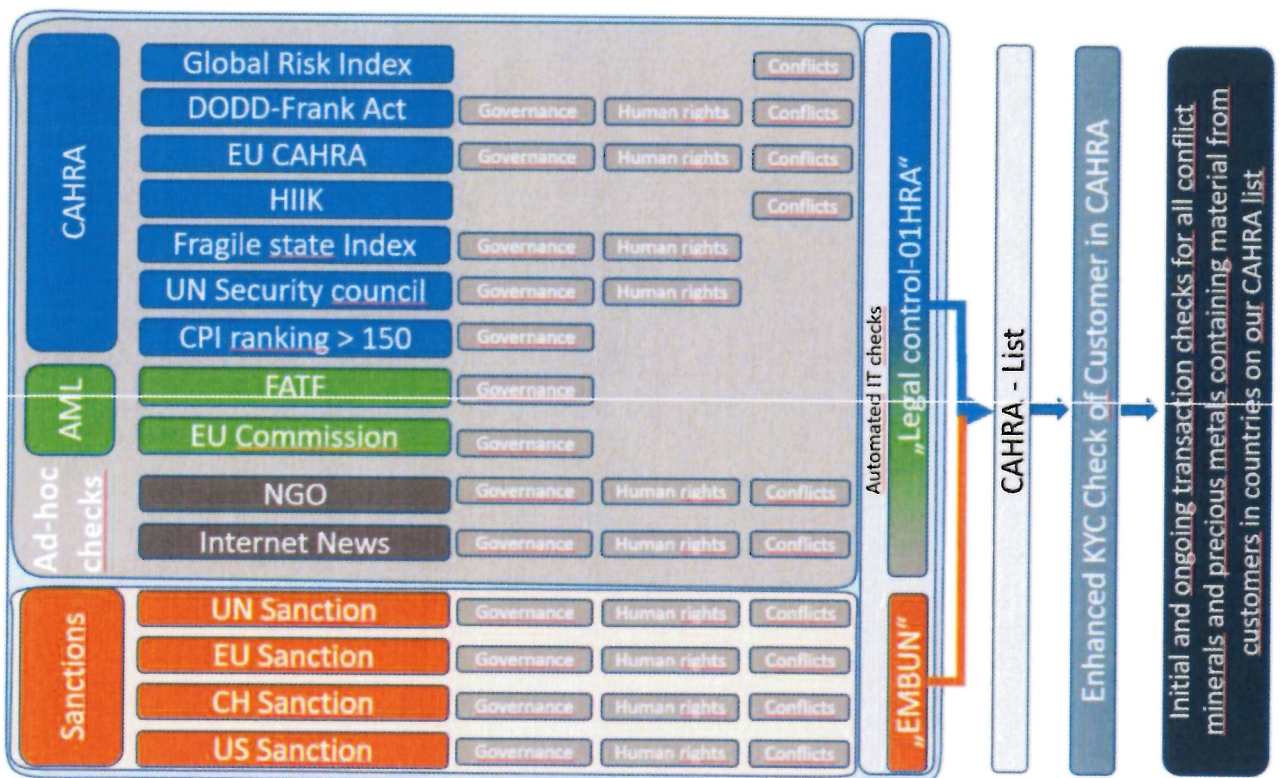 CAHRA
Global Risk Index
Conflicts
DODD-Frank Act
Governance
Human rights
Conflicts
EU CAHRA
Governance
Human rights
Conflicts
HIIK
Conflicts
Fragile state Index
Governance
Human rights
UN Security council
Governance
Human rights
CPI ranking > 150
Governance
AML
FATF
Governance
EU Commission
Governance
Ad-hoc
checks
NGO
Governance
Human rights
Conflicts
Internet News
Governance
Human rights
Conflicts
Sanctions
UN Sanction
Governance
Human rights
Conflicts
EU Sanction
Governance
Human rights
Conflicts
CH Sanction
Governance
Human rights
Conflicts
US Sanction
Governance
Human rights
Conflicts
Automated IT checks
„Legal control-01HRA“
„EMBUN“
CAHRA - List
Enhanced KYC Check of Customer in CAHRA
Initial and ongoing transaction checks for all conflict
minerals and precious metals containing material from
customers in countries on our CAHRA list